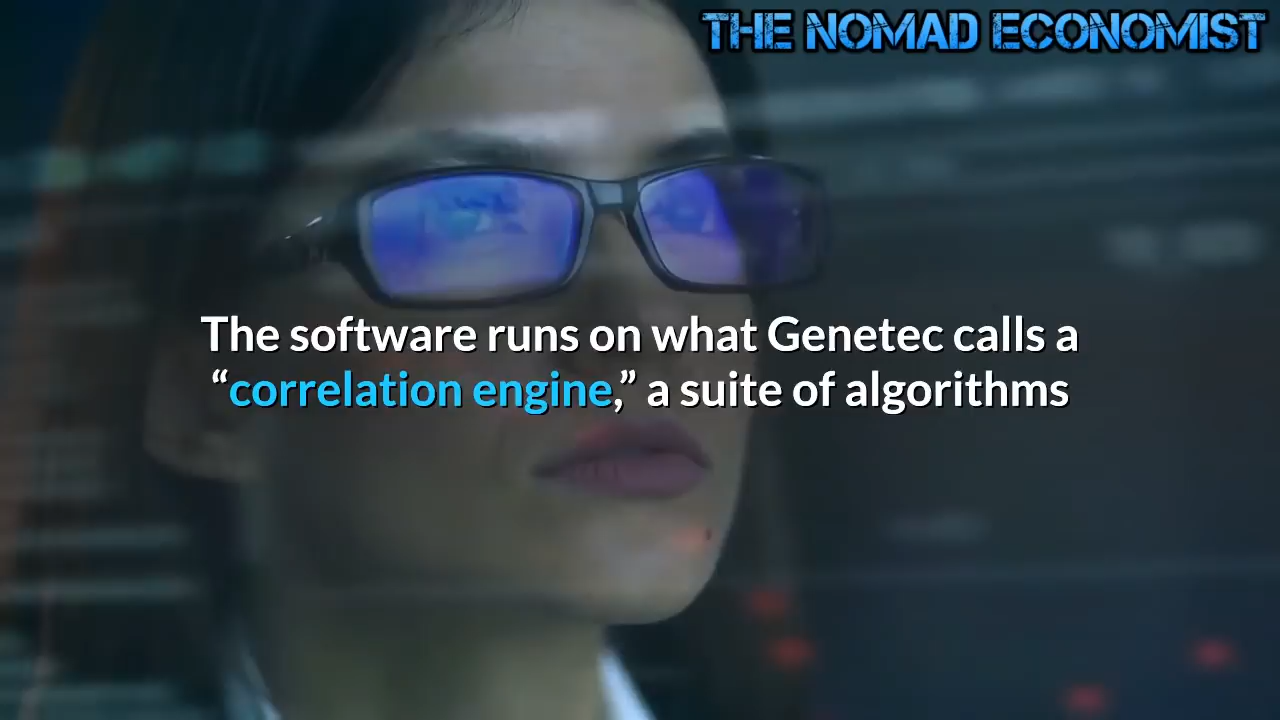 THE NOMAD ECONOMIST
The software runs on what Genetec calls a
“correlation engine,” a suite of algorithms